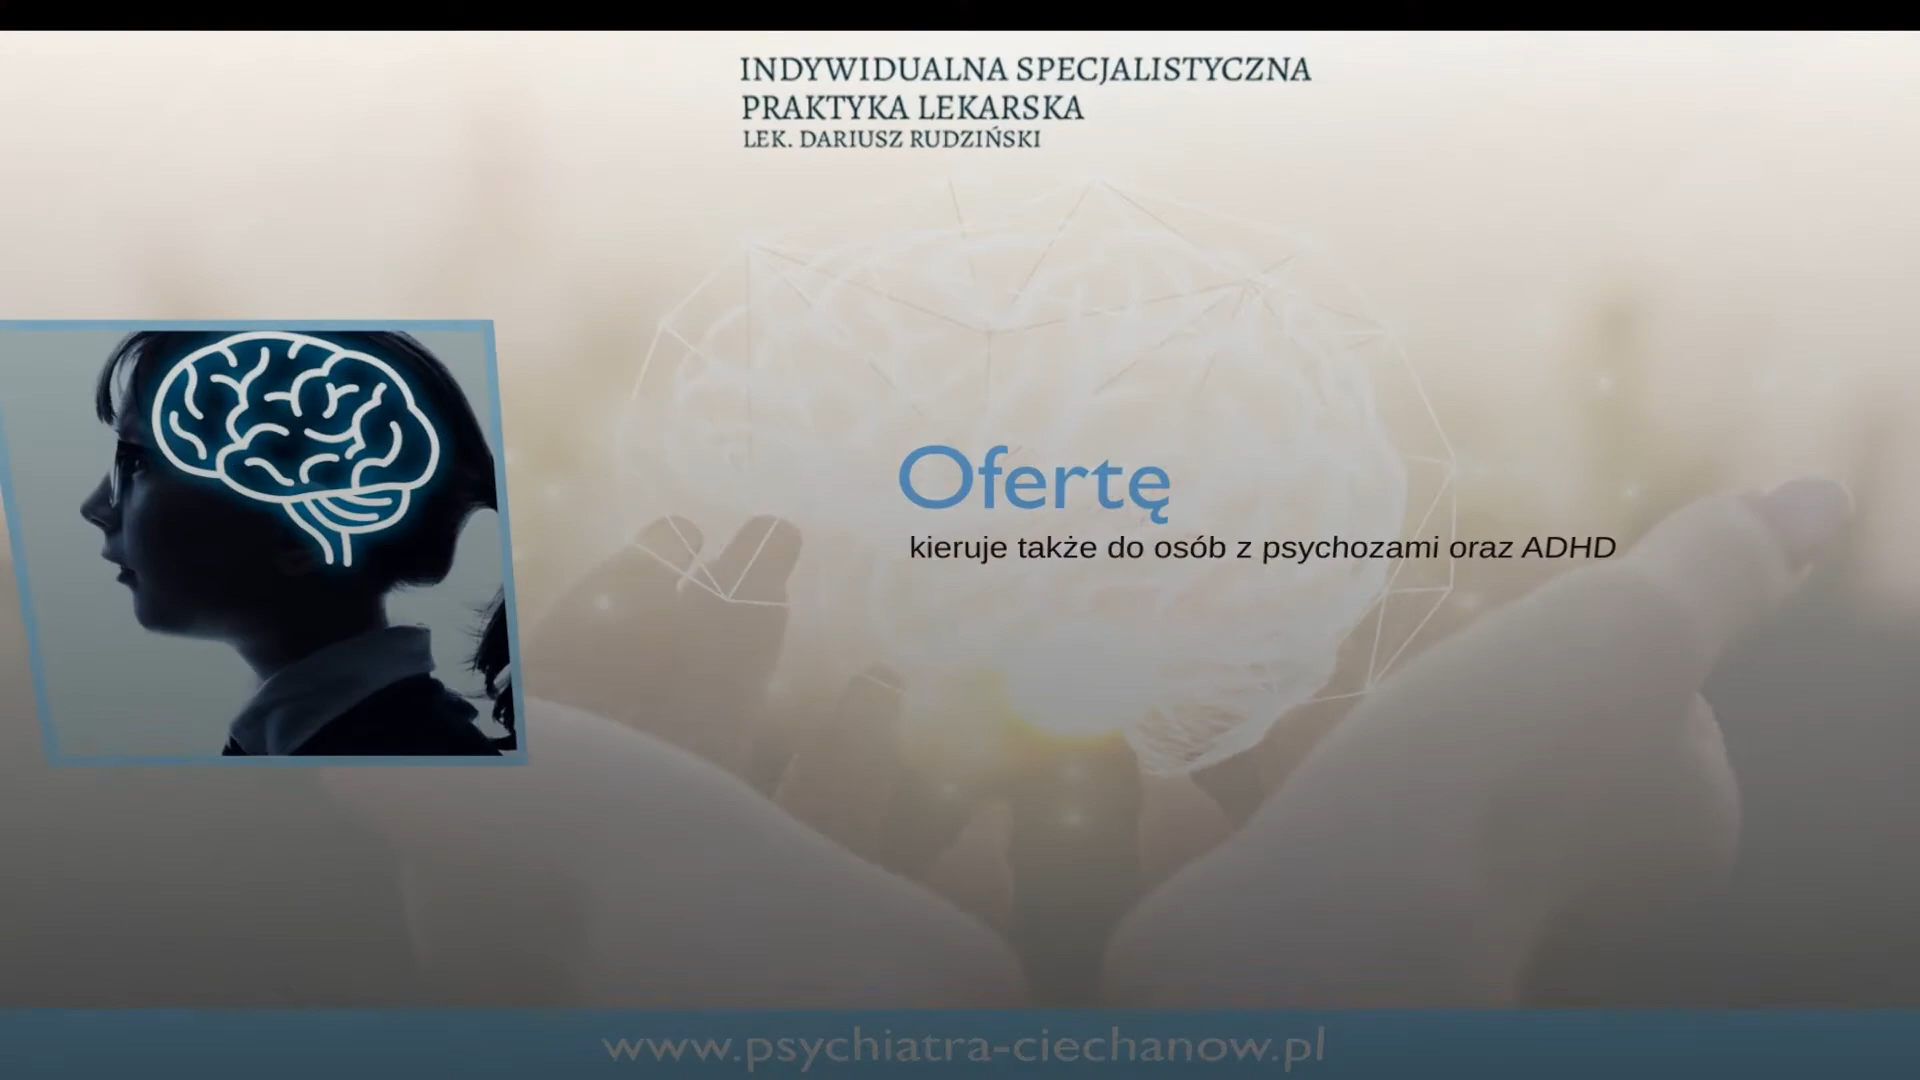 INDYWIDUALNA SPECJALISTYCZNA
PRAKTYKA LEKARSKA
LEK. DARIUSZ RUDZIŃSKI
Ofertę
kieruje także do osób z psychozami oraz ADHD
www.psychiatra-ciechanow.pl